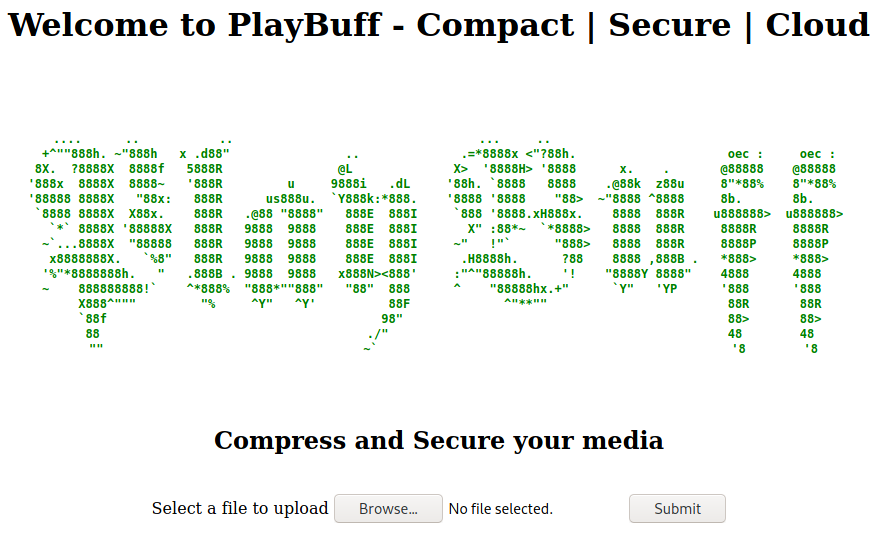 Welcome to PlayBuff - Compact | Secure | Cloud
PlayBuff
Compress and Secure your media
Select a file to upload Browse... No file selected. Submit